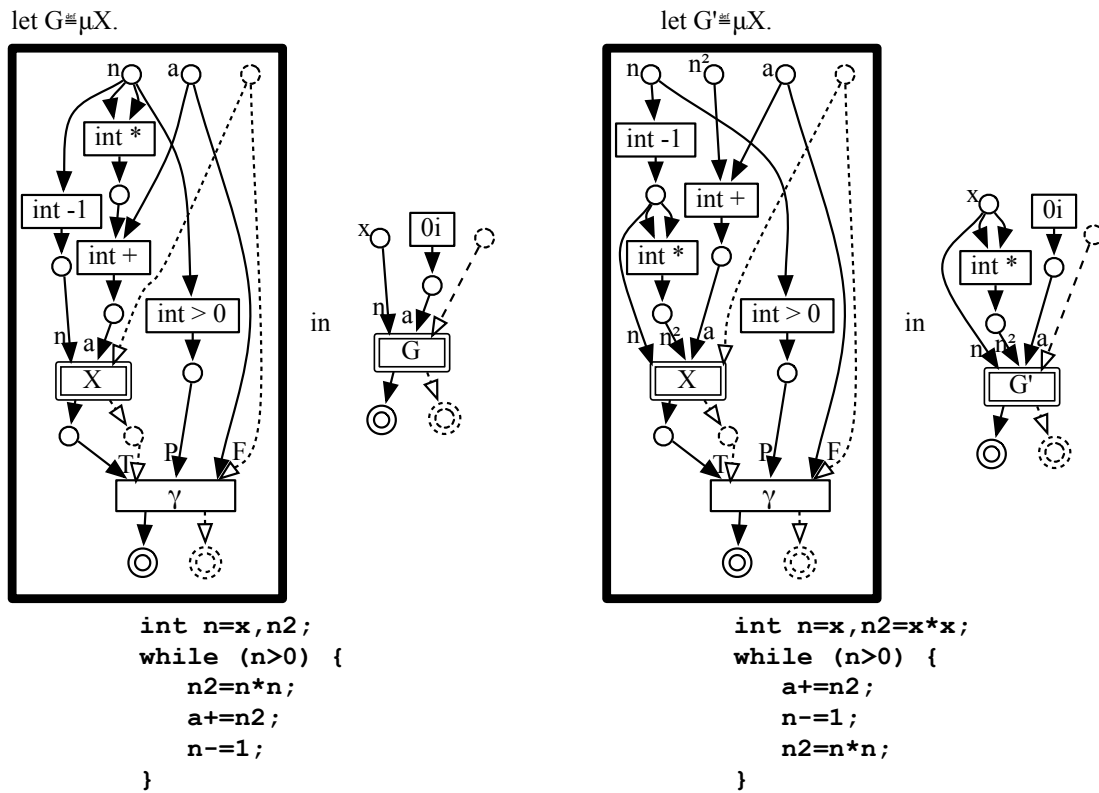 let G≝μX.
n
a
int *
int -1
int +
int > 0
n
a
X
T
P
F
γ
in
x
0i
n
a
G
int n=x,n2;
while (n>0) {
n2=n*n;
a+=n2;
n-=1;
}
let G'≝μX.
n
n²
a
int -1
int +
int *
int > 0
n
n²
a
X
T
P
F
γ
in
x
0i
int *
n
n²
a
G'
int n=x,n2=x*x;
while (n>0) {
a+=n2;
n-=1;
n2=n*n;
}